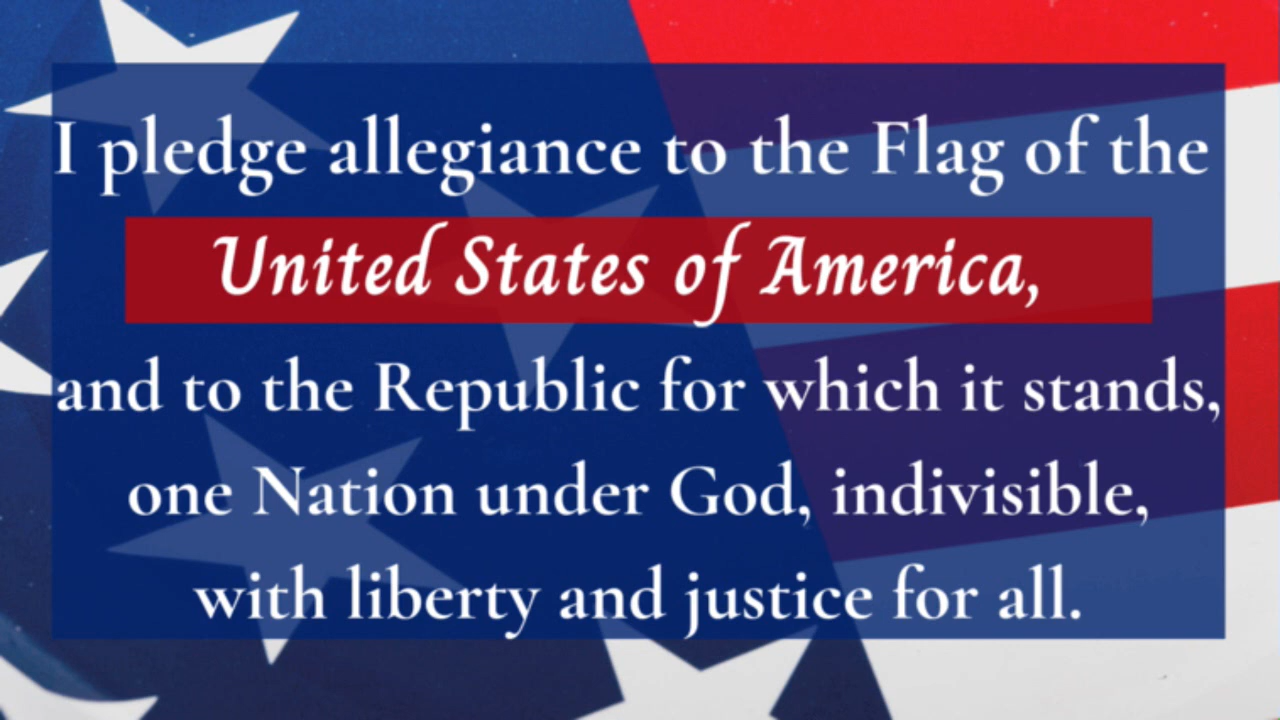 I pledge allegiance to the Flag of the
United States of America,
and to the Republic for which it stands,
one Nation under God, indivisible,
with liberty and justice for all.